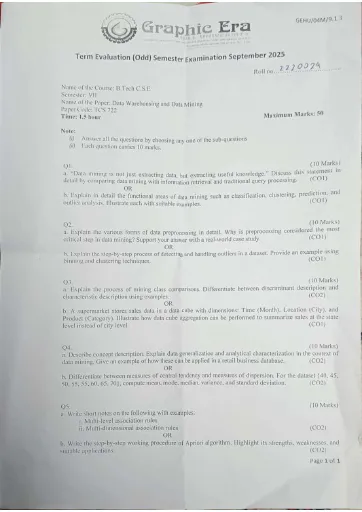 Graphic Era
Term Evaluation (Odd) Semester Examination September 2025
Roll no.
Name of the Course: B.Tech C.S.E
Semester: VII
Name of the Paper: Data Warehousing and Data Mining
Paper Code: TCS 722
Time: 1.5 hour Maximum Marks: 50
Note:
(i) Answer all the questions by choosing any one of the sub-questions
(ii) Each question carries 10 marks.
Q1. (10 Marks)
a. "Data mining is not just extracting data, but extracting useful knowledge." Discuss this statement in
detail by comparing data mining with information retrieval and traditional query processing. (CO1)
OR
b. Explain in detail the functional areas of data mining such as classification, clustering, prediction, and
outlier analysis. Illustrate each with suitable examples. (CO1)
Q2. (10 Marks)
a. Explain the various forms of data preprocessing in detail. Why is preprocessing considered the most
critical step in data mining? Support your answer with a real-world case study. (CO1)
OR
b. Explain the step-by-step process of detecting and handling outliers in a dataset. Provide an example using
binning and clustering techniques. (CO1)
Q3. (10 Marks)
a. Explain the process of mining class comparisons. Differentiate between discriminant description and
characteristic description using examples. (CO2)
OR
b. A supermarket stores sales data in a data cube with dimensions: Time (Month), Location (City), and
Product (Category). Illustrate how data cube aggregation can be performed to summarize sales at the state
level instead of city level.
Q4. (10 Marks)
a. Describe concept description. Explain data generalization and analytical characterization in the context of
data mining. Give an example of how these can be applied in a retail business database. (CO2)
OR
b. Differentiate between measures of central tendency and measures of dispersion. For the dataset {40, 45,
50, 55, 55, 60, 65, 70}, compute mean, mode, median, variance, and standard deviation. (CO2)
Q5. (10 Marks)
a. Write short notes on the following with examples.
i. Multi-level association rules
ii. Multi-dimensional association rules (CO2)
OR
b. Write the step-by-step working procedure of Apriori algorithm. Highlight its strengths, weaknesses, and
suitable applications. (CO2)
Page 1 of 1